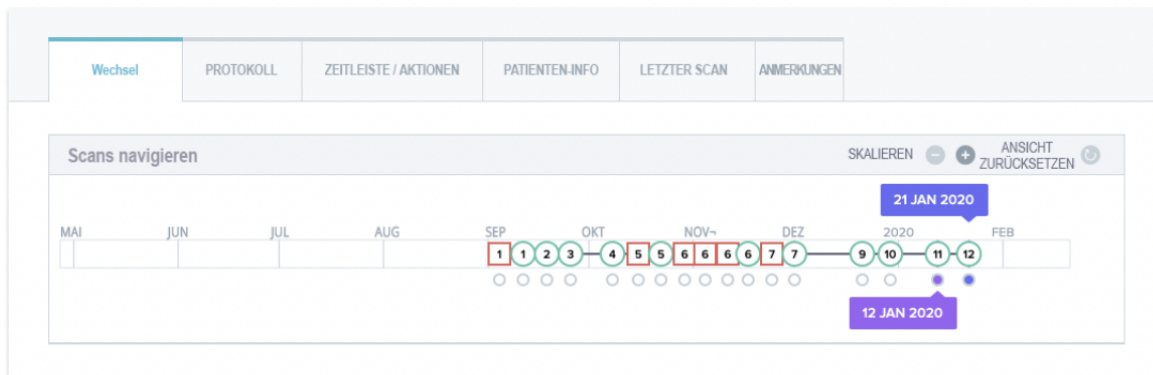 Wechsel PROTOKOLL ZEITLEISTE / AKTIONEN PATIENTEN-INFO LETZTER SCAN ANMERKUNGEN
Scans navigieren SKALIEREN ANSICHT
ZURÜCKSETZEN
21 JAN 2020
MAI JUN JUL AUG SEP OKT NOV¬ DEZ 2020 FEB
1 1 2 3 4 5 5 6 6 6 6 7 7 9 10 11 12
12 JAN 2020